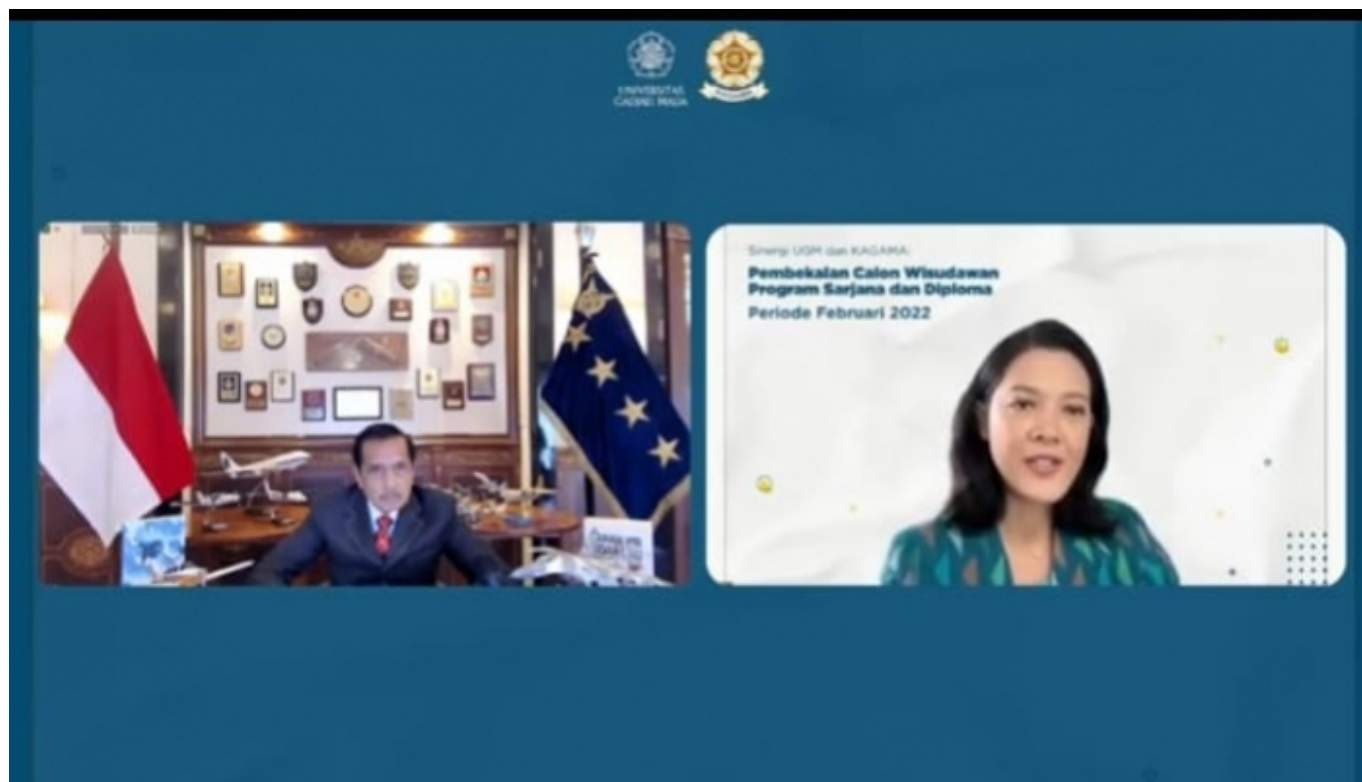 UNIVERSITAS
GADJAH MADA
Sinergi UGM dan KAGAMA:
Pembekalan Calon Wisudawan
Program Sarjana dan Diploma
Periode Februari 2022